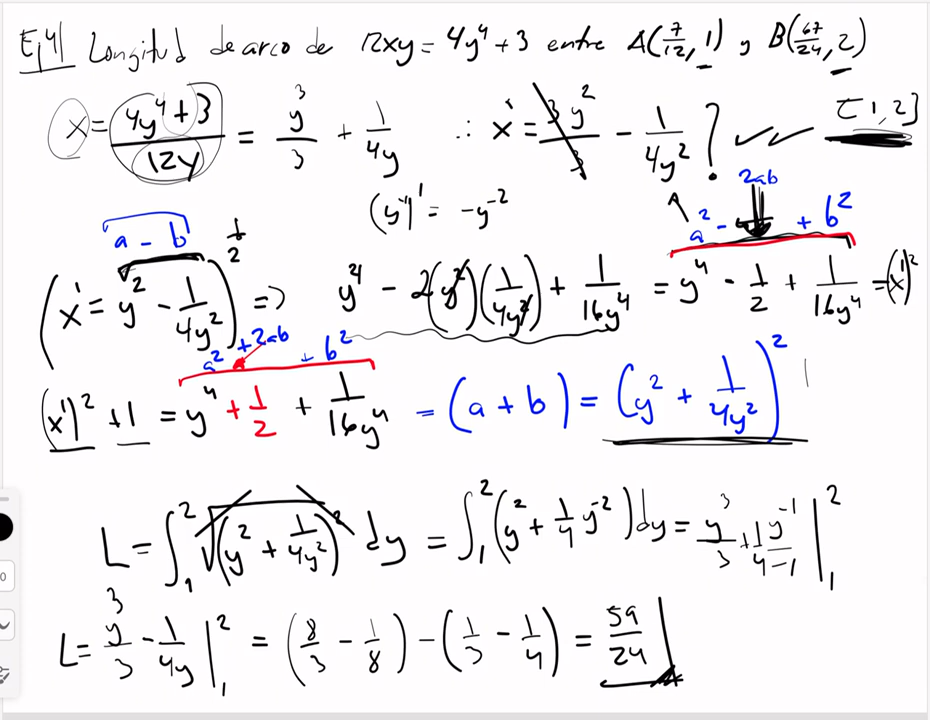 Ej 4| Longitud de arco de 12xy = 4y⁴ + 3 entre A(7/12, 1) y B(67/24, 2)
x = (4y⁴ + 3)/(12y) = y³/3 + 1/(4y) ∴ x' = 3y²/3 − 1/(4y²) ? [1, 2]
(y⁻¹)' = −y⁻²
a − b
a² − 2ab + b²
(x' = y² − 1/(4y²))² => y⁴ − 2(y²)(1/(4y²)) + 1/(16y⁴) = y⁴ − 1/2 + 1/(16y⁴) = (x')²
a² + 2ab + b²
(x')² + 1 = y⁴ + 1/2 + 1/(16y⁴) = (a + b) = (y² + 1/(4y²))²
L = ∫₁² √(y² + 1/(4y²))² dy = ∫₁² (y² + 1/4 y⁻²) dy = y³/3 + 1y⁻¹/(4−1) |₁²
L = y³/3 − 1/(4y) |₁² = (8/3 − 1/8) − (1/3 − 1/4) = 59/24